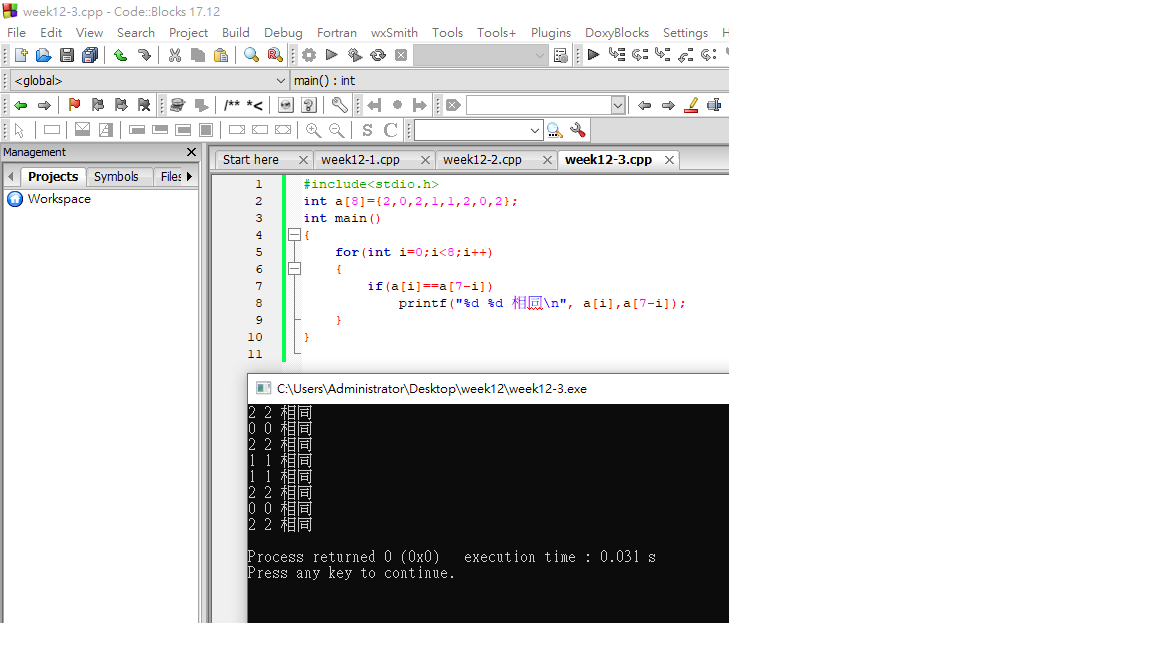 week12-3.cpp - Code::Blocks 17.12
File Edit View Search Project Build Debug Fortran wxSmith Tools Tools+ Plugins DoxyBlocks Settings H
<global> main() : int
/** *<
S C
Management
Start here week12-1.cpp week12-2.cpp week12-3.cpp
Projects Symbols Files
Workspace
1 #include<stdio.h>
2 int a[8]={2,0,2,1,1,2,0,2};
3 int main()
4 {
5 for(int i=0;i<8;i++)
6 {
7 if(a[i]==a[7-i])
8 printf("%d %d 相同\n", a[i],a[7-i]);
9 }
10 }
11
C:\Users\Administrator\Desktop\week12\week12-3.exe
2 2 相同
0 0 相同
2 2 相同
1 1 相同
1 1 相同
2 2 相同
0 0 相同
2 2 相同
Process returned 0 (0x0) execution time : 0.031 s
Press any key to continue.